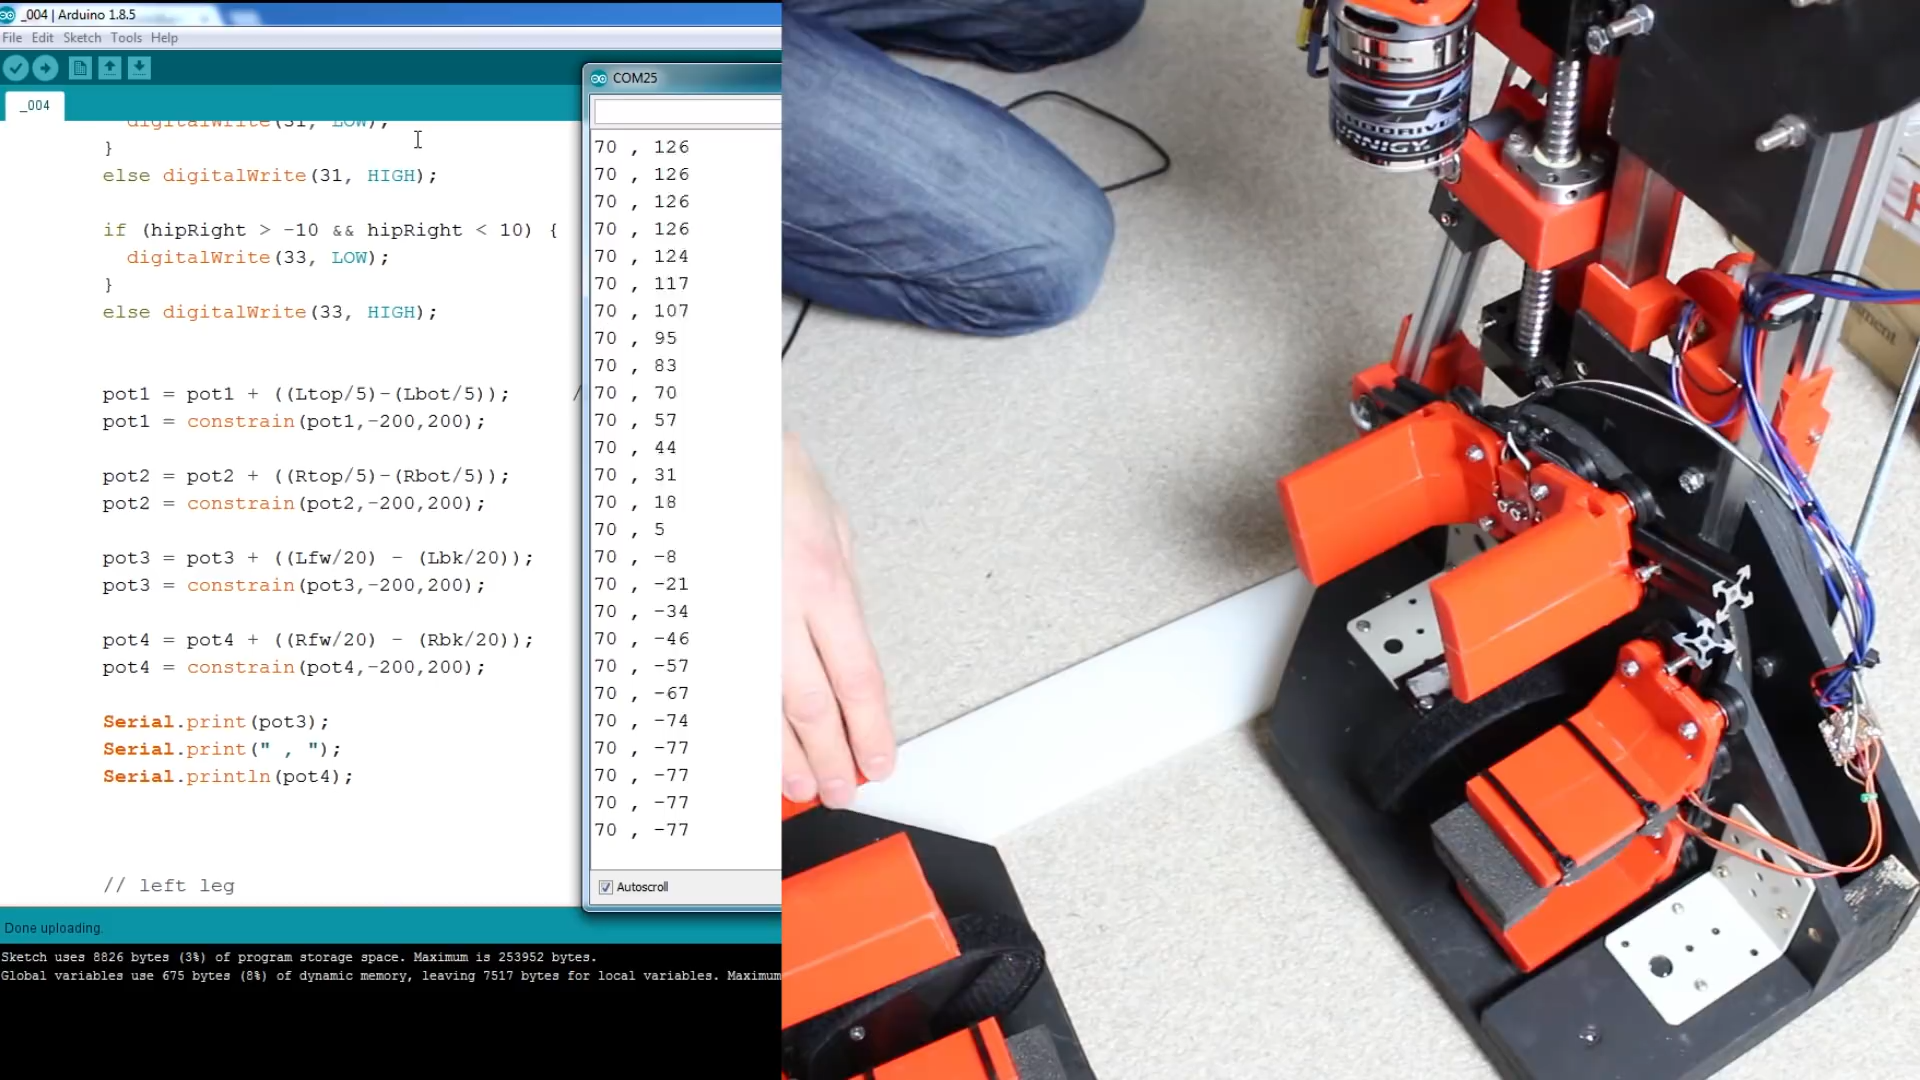 _004 | Arduino 1.8.5
File Edit Sketch Tools Help
_004
digitalWrite(31, LOW);
}
else digitalWrite(31, HIGH);
if (hipRight > -10 && hipRight < 10) {
digitalWrite(33, LOW);
}
else digitalWrite(33, HIGH);
pot1 = pot1 + ((Ltop/5)-(Lbot/5)); /
pot1 = constrain(pot1,-200,200);
pot2 = pot2 + ((Rtop/5)-(Rbot/5));
pot2 = constrain(pot2,-200,200);
pot3 = pot3 + ((Lfw/20) - (Lbk/20));
pot3 = constrain(pot3,-200,200);
pot4 = pot4 + ((Rfw/20) - (Rbk/20));
pot4 = constrain(pot4,-200,200);
Serial.print(pot3);
Serial.print(" , ");
Serial.println(pot4);
// left leg
Done uploading.
Sketch uses 8826 bytes (3%) of program storage space. Maximum is 253952 bytes.
Global variables use 675 bytes (8%) of dynamic memory, leaving 7517 bytes for local variables. Maximum
COM25
70 , 126
70 , 126
70 , 126
70 , 126
70 , 124
70 , 117
70 , 107
70 , 95
70 , 83
70 , 70
70 , 57
70 , 44
70 , 31
70 , 18
70 , 5
70 , -8
70 , -21
70 , -34
70 , -46
70 , -57
70 , -67
70 , -74
70 , -77
70 , -77
70 , -77
70 , -77
Autoscroll